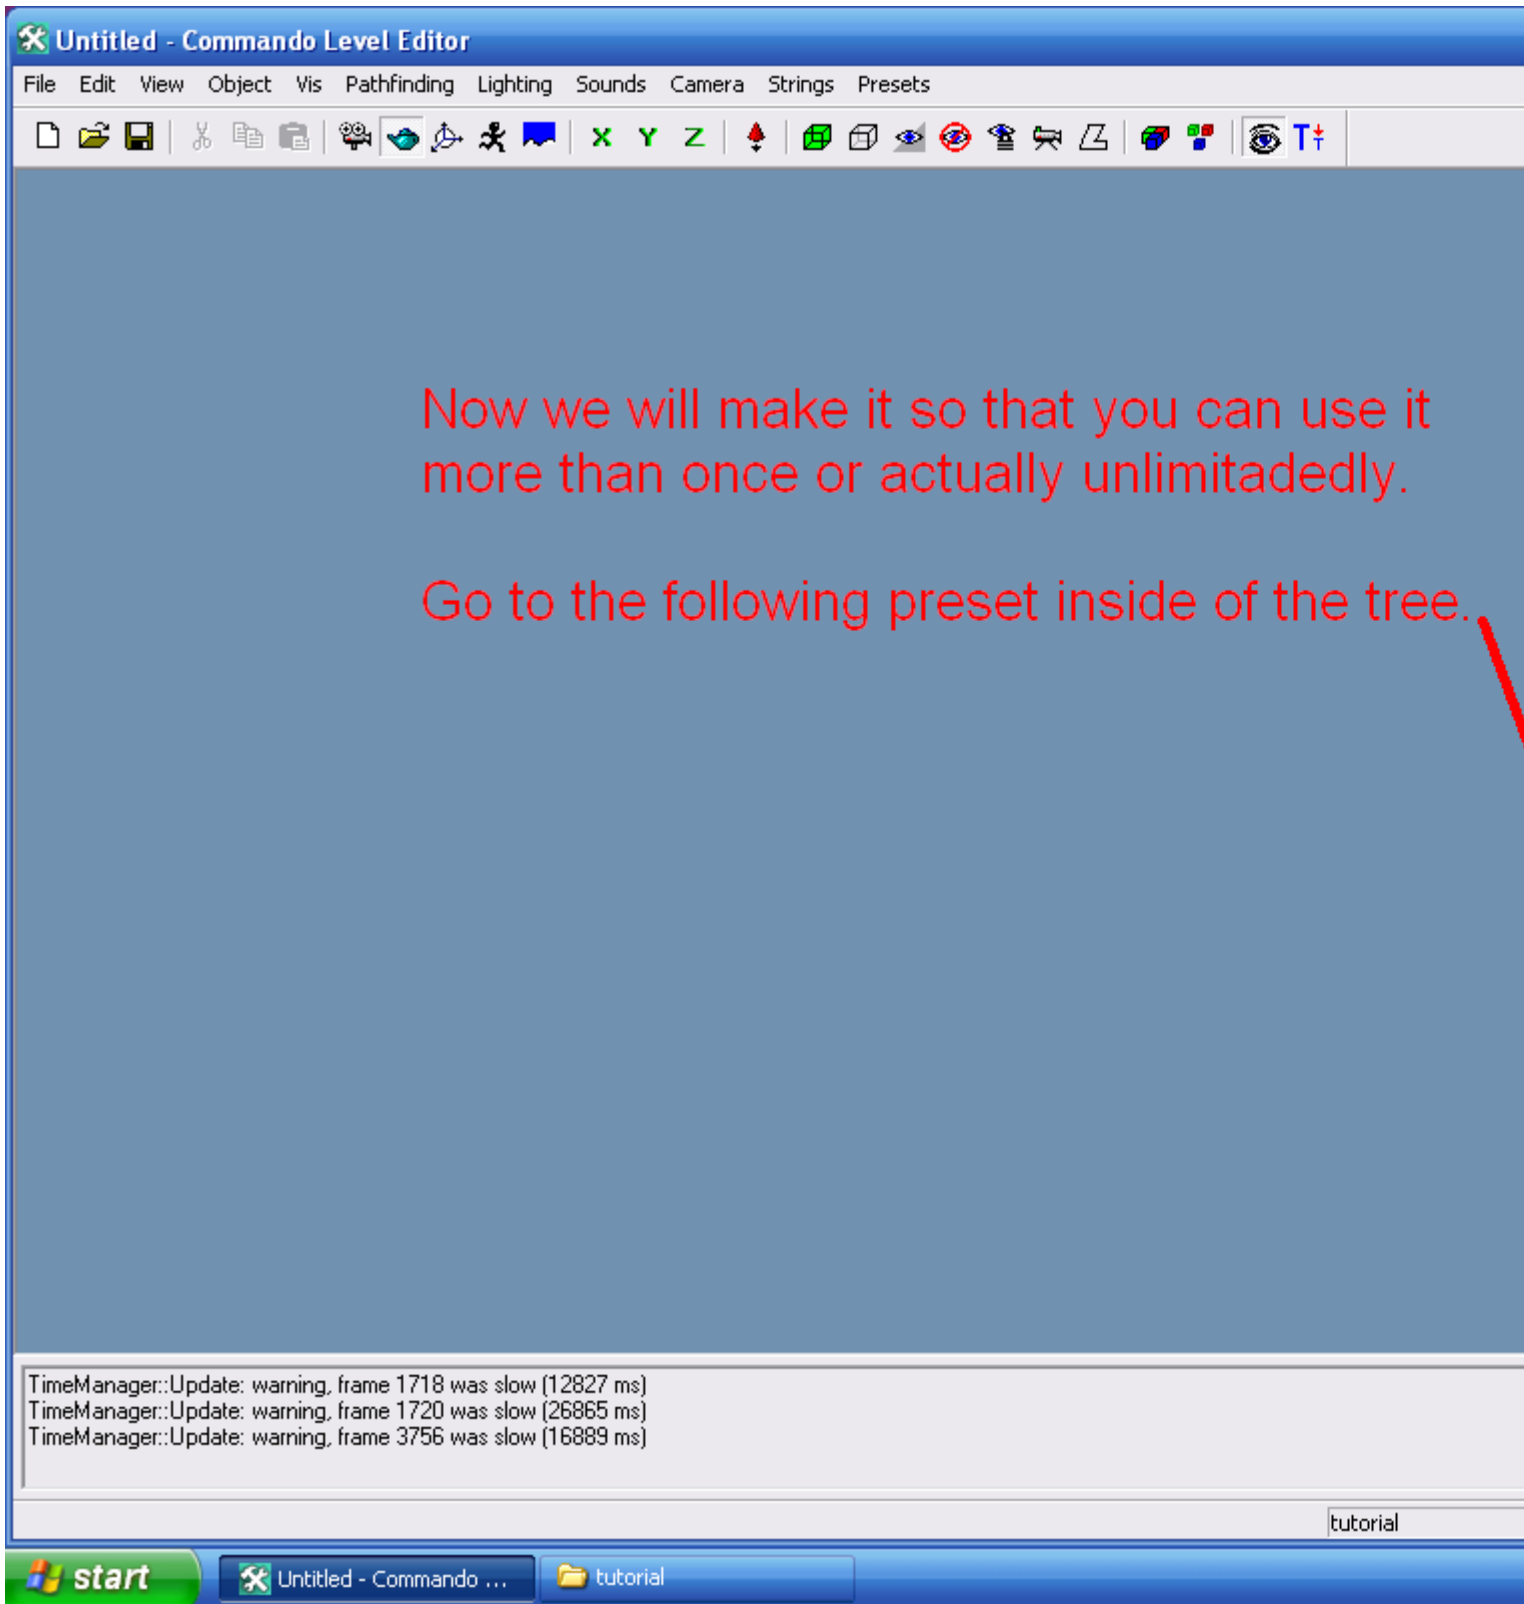 Untitled - Commando Level Editor
File Edit View Object Vis Pathfinding Lighting Sounds Camera Strings Presets
X Y Z T
Now we will make it so that you can use it
more than once or actually unlimitadedly.
Go to the following preset inside of the tree.
TimeManager::Update: warning, frame 1718 was slow (12827 ms)
TimeManager::Update: warning, frame 1720 was slow (26865 ms)
TimeManager::Update: warning, frame 3756 was slow (16889 ms)
tutorial
start Untitled - Commando ... tutorial